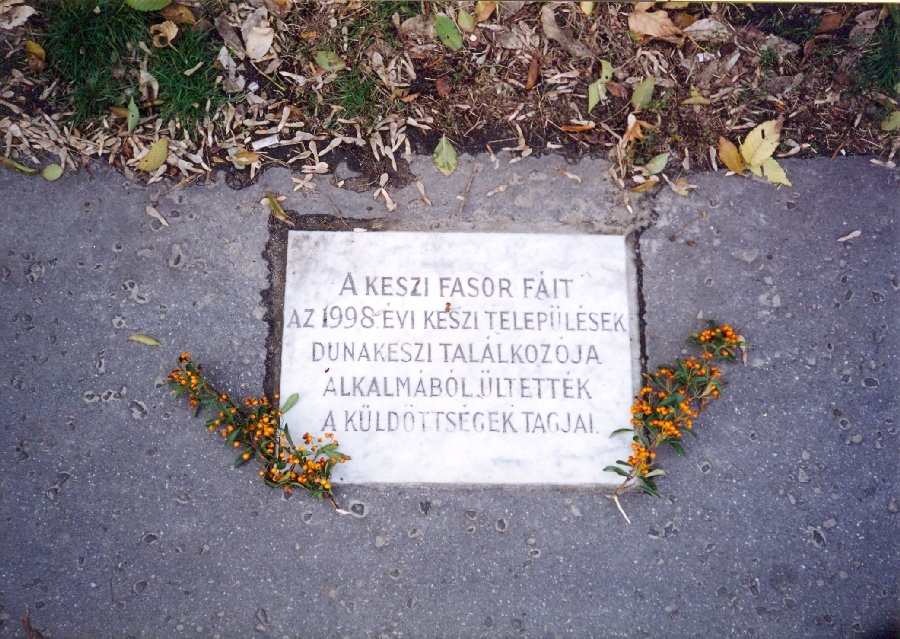 A KESZI FASOR FÁIT
AZ 1998. ÉVI KESZI TELEPÜLÉSEK
DUNAKESZI TALÁLKOZÓJA
ALKALMÁBÓL ÜLTETTÉK
A KÜLDÖTTSÉGEK TAGJAI.